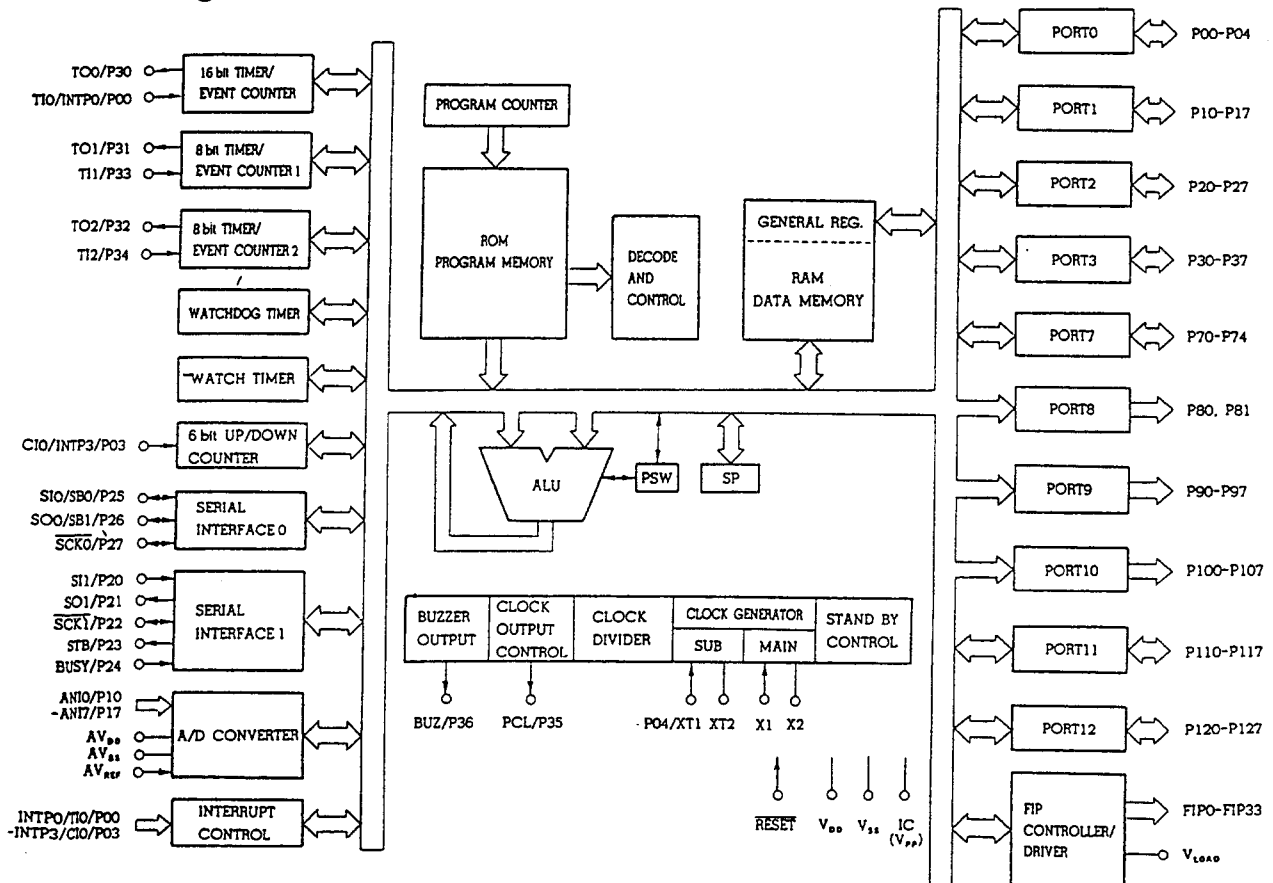 TO0/P30
TI0/INTP0/P00
16 bit TIMER/
EVENT COUNTER
TO1/P31
TI1/P33
8 bit TIMER/
EVENT COUNTER 1
TO2/P32
TI2/P34
8 bit TIMER/
EVENT COUNTER 2
WATCHDOG TIMER
WATCH TIMER
CI0/INTP3/P03
6 bit UP/DOWN
COUNTER
SI0/SB0/P25
SO0/SB1/P26
SCK0/P27
SERIAL
INTERFACE 0
SI1/P20
SO1/P21
SCK1/P22
STB/P23
BUSY/P24
SERIAL
INTERFACE 1
ANI0/P10
-ANI7/P17
AVDD
AVSS
AVREF
A/D CONVERTER
INTP0/TI0/P00
-INTP3/CI0/P03
INTERRUPT
CONTROL
PROGRAM COUNTER
ROM
PROGRAM MEMORY
DECODE
AND
CONTROL
GENERAL REG.
RAM
DATA MEMORY
ALU
PSW
SP
BUZZER
OUTPUT
CLOCK
OUTPUT
CONTROL
CLOCK
DIVIDER
CLOCK GENERATOR
SUB
MAIN
STAND BY
CONTROL
BUZ/P36
PCL/P35
P04/XT1
XT2
X1
X2
RESET
VDD
VSS
IC
(VPP)
PORT0
P00-P04
PORT1
P10-P17
PORT2
P20-P27
PORT3
P30-P37
PORT7
P70-P74
PORT8
P80, P81
PORT9
P90-P97
PORT10
P100-P107
PORT11
P110-P117
PORT12
P120-P127
FIP
CONTROLLER/
DRIVER
FIP0-FIP33
VLOAD